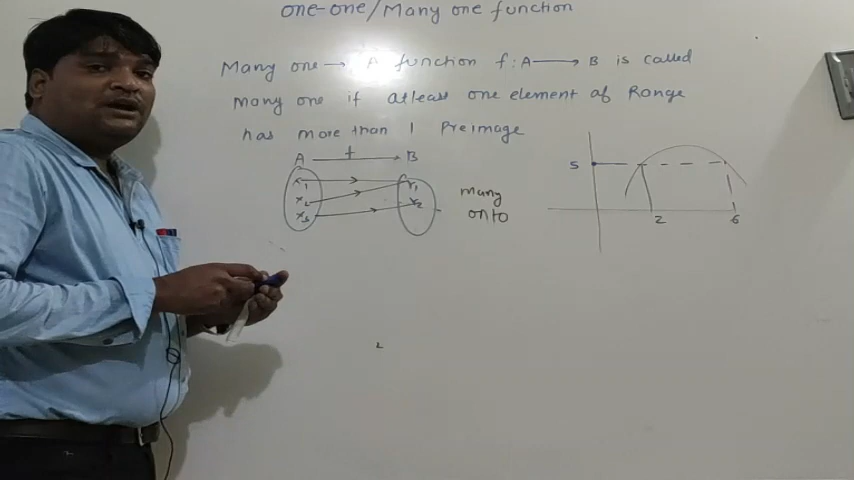 one-one/Many one function
Many one → A function f : A → B is called
many one if atleast one element of Range
has more than 1 Preimage
A f B
x1 y1
x2 y2
x3
many
onto
5
2 6